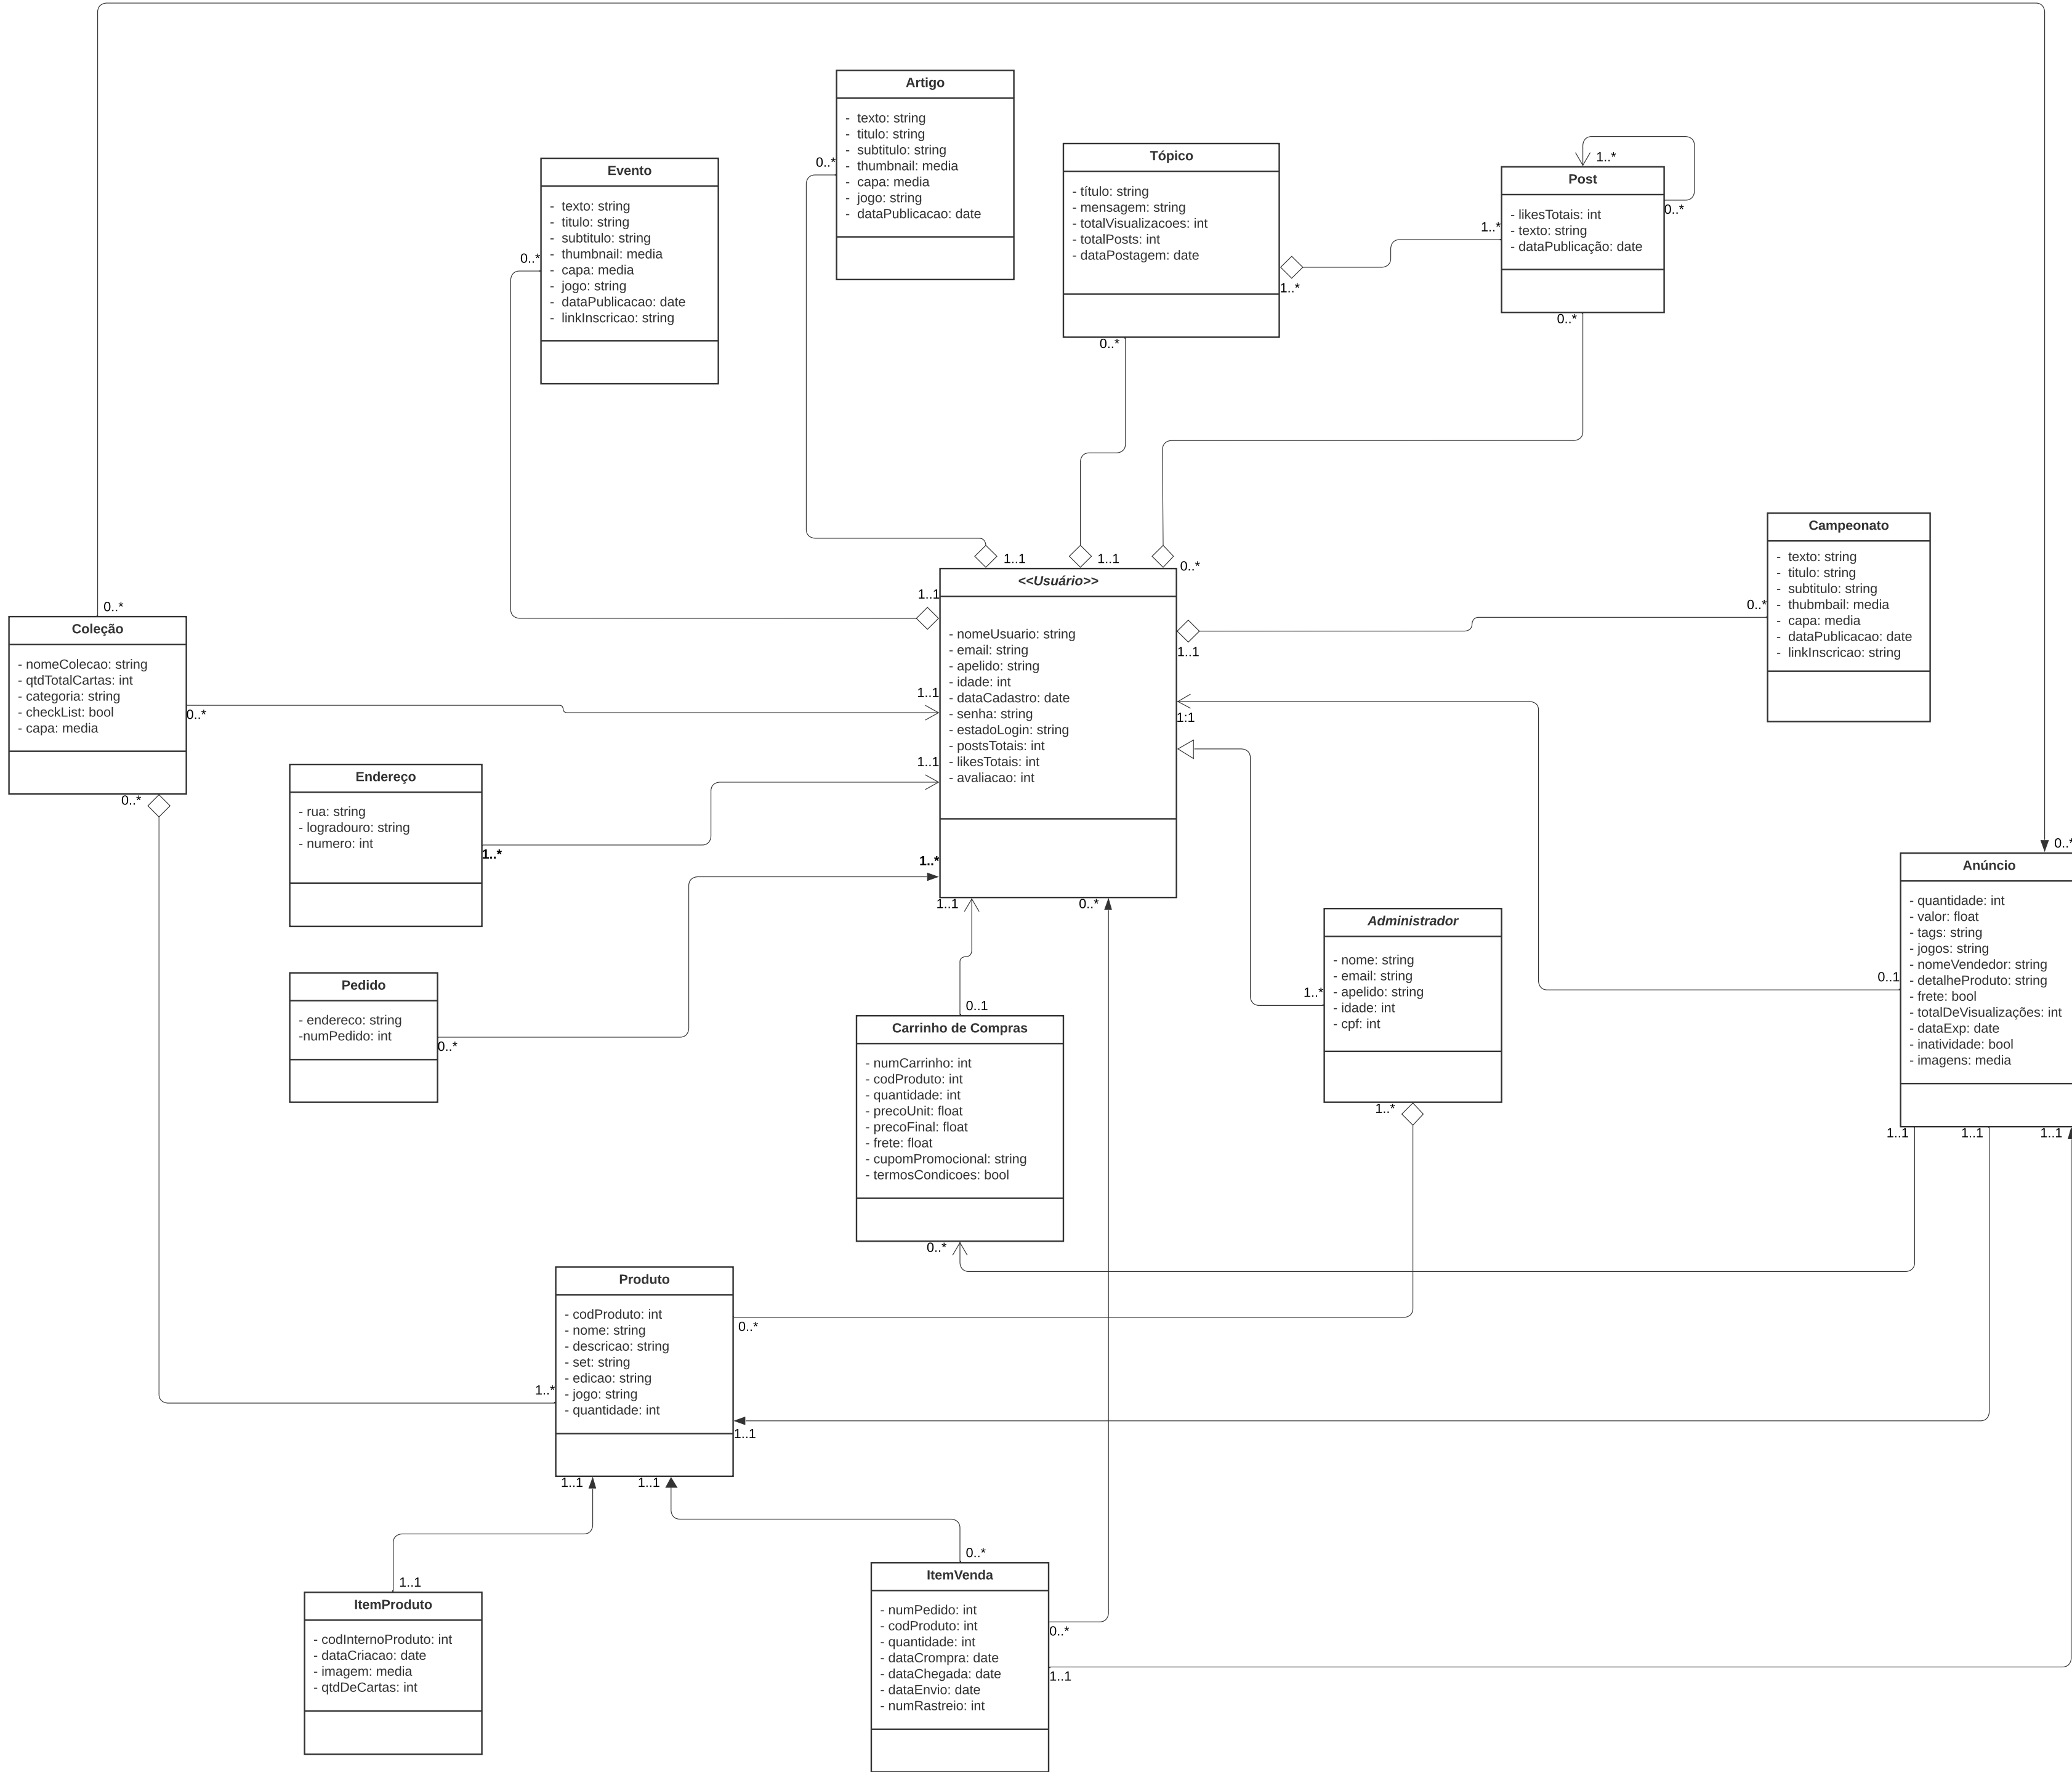 Artigo
- texto: string
- titulo: string
- subtitulo: string
- thumbnail: media
- capa: media
- jogo: string
- dataPublicacao: date
0..*
Tópico
- título: string
- mensagem: string
- totalVisualizacoes: int
- totalPosts: int
- dataPostagem: date
1..*
0..*
Post
- likesTotais: int
- texto: string
- dataPublicação: date
1..*
0..*
1..*
0..*
Evento
- texto: string
- titulo: string
- subtitulo: string
- thumbnail: media
- capa: media
- jogo: string
- dataPublicacao: date
- linkInscricao: string
0..*
Campeonato
- texto: string
- titulo: string
- subtitulo: string
- thubmbail: media
- capa: media
- dataPublicacao: date
- linkInscricao: string
0..*
1..1
1..1
0..*
<<Usuário>>
- nomeUsuario: string
- email: string
- apelido: string
- idade: int
- dataCadastro: date
- senha: string
- estadoLogin: string
- postsTotais: int
- likesTotais: int
- avaliacao: int
1..1
1..1
1..1
1..*
1..1
1:1
1..1
0..*
0..*
Coleção
- nomeColecao: string
- qtdTotalCartas: int
- categoria: string
- checkList: bool
- capa: media
0..*
0..*
Endereço
- rua: string
- logradouro: string
- numero: int
1..*
Pedido
- endereco: string
-numPedido: int
0..*
0..1
Carrinho de Compras
- numCarrinho: int
- codProduto: int
- quantidade: int
- precoUnit: float
- precoFinal: float
- frete: float
- cupomPromocional: string
- termosCondicoes: bool
0..*
Administrador
- nome: string
- email: string
- apelido: string
- idade: int
- cpf: int
1..*
1..*
0..*
Anúncio
- quantidade: int
- valor: float
- tags: string
- jogos: string
- nomeVendedor: string
- detalheProduto: string
- frete: bool
- totalDeVisualizações: int
- dataExp: date
- inatividade: bool
- imagens: media
0..1
1..1
1..1
1..1
Produto
- codProduto: int
- nome: string
- descricao: string
- set: string
- edicao: string
- jogo: string
- quantidade: int
0..*
1..*
1..1
1..1
1..1
1..1
ItemProduto
- codInternoProduto: int
- dataCriacao: date
- imagem: media
- qtdDeCartas: int
0..*
ItemVenda
- numPedido: int
- codProduto: int
- quantidade: int
- dataCrompra: date
- dataChegada: date
- dataEnvio: date
- numRastreio: int
0..*
1..1